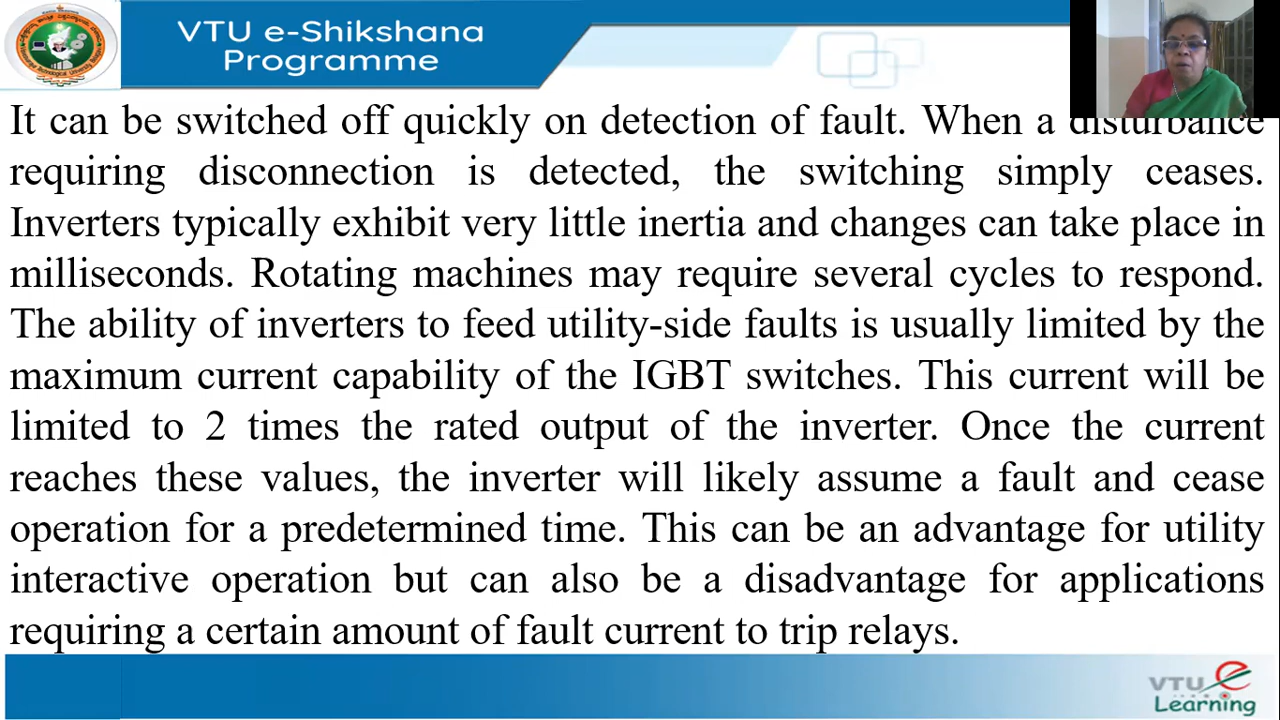 VTU e-Shikshana
Programme
It can be switched off quickly on detection of fault. When a disturbance
requiring disconnection is detected, the switching simply ceases.
Inverters typically exhibit very little inertia and changes can take place in
milliseconds. Rotating machines may require several cycles to respond.
The ability of inverters to feed utility-side faults is usually limited by the
maximum current capability of the IGBT switches. This current will be
limited to 2 times the rated output of the inverter. Once the current
reaches these values, the inverter will likely assume a fault and cease
operation for a predetermined time. This can be an advantage for utility
interactive operation but can also be a disadvantage for applications
requiring a certain amount of fault current to trip relays.
VTU e
Learning